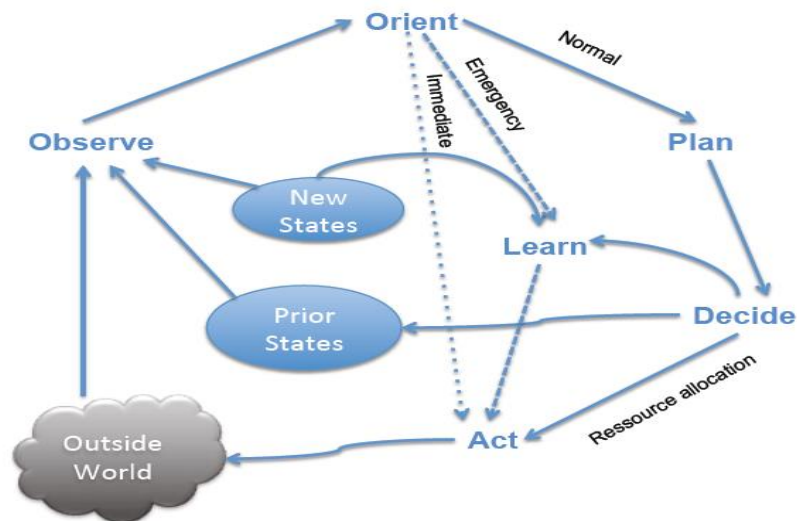 Orient
Normal
Immediate
Emergency
Observe
Plan
New
States
Learn
Prior
States
Decide
Ressource allocation
Outside
World
Act